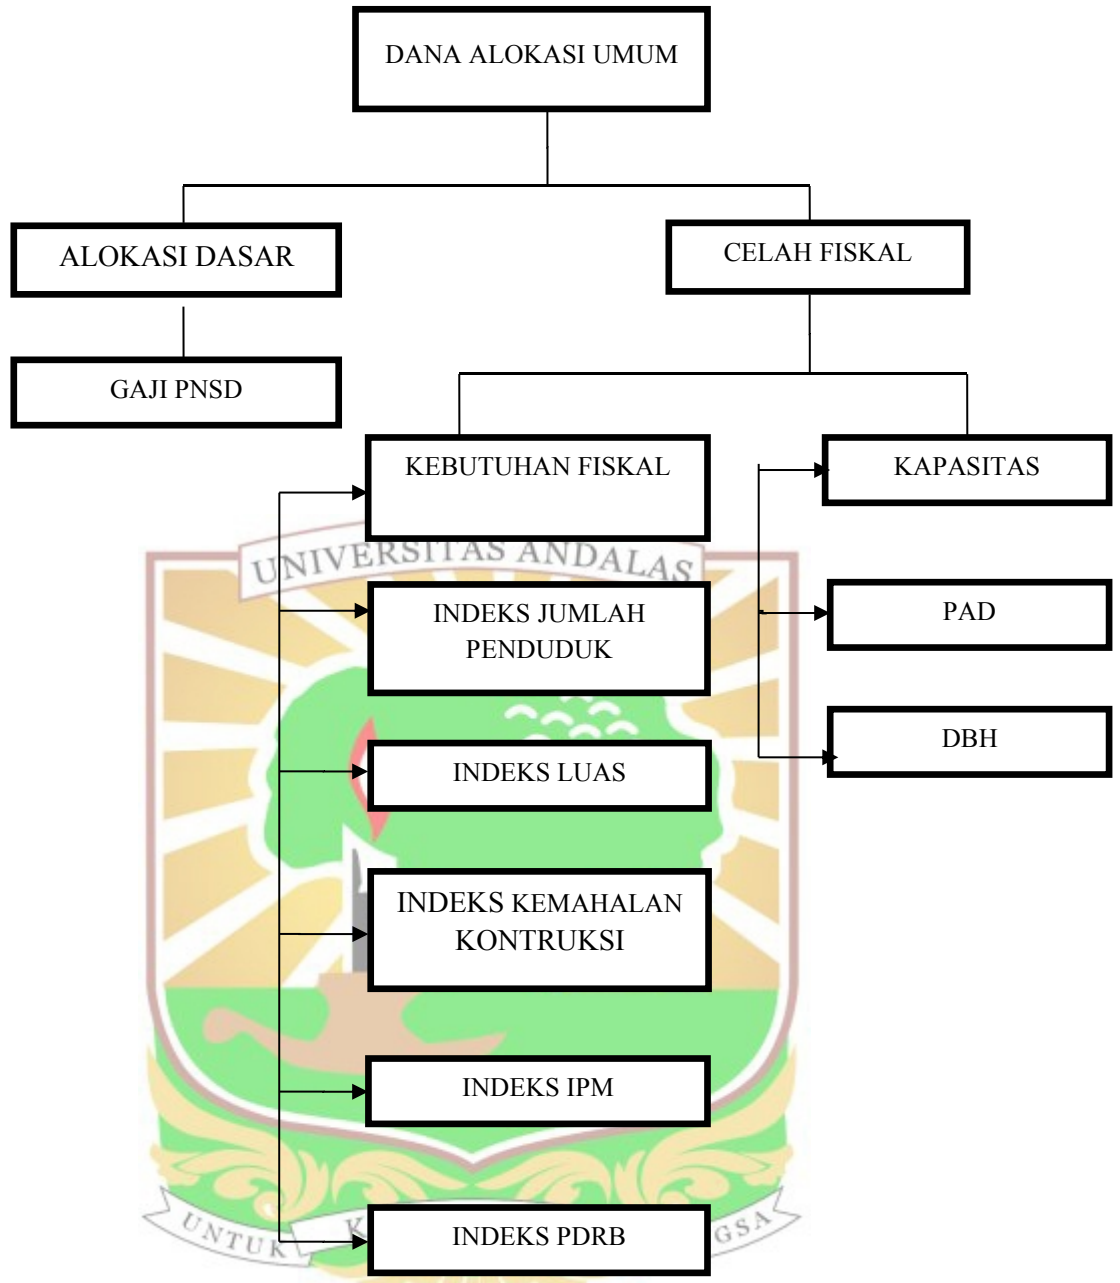 DANA ALOKASI UMUM
ALOKASI DASAR
CELAH FISKAL
GAJI PNSD
KEBUTUHAN FISKAL
KAPASITAS
UNIVERSITAS ANDALAS
INDEKS JUMLAH
PENDUDUK
PAD
INDEKS LUAS
DBH
INDEKS KEMAHALAN
KONTRUKSI
INDEKS IPM
INDEKS PDRB
UNTUK